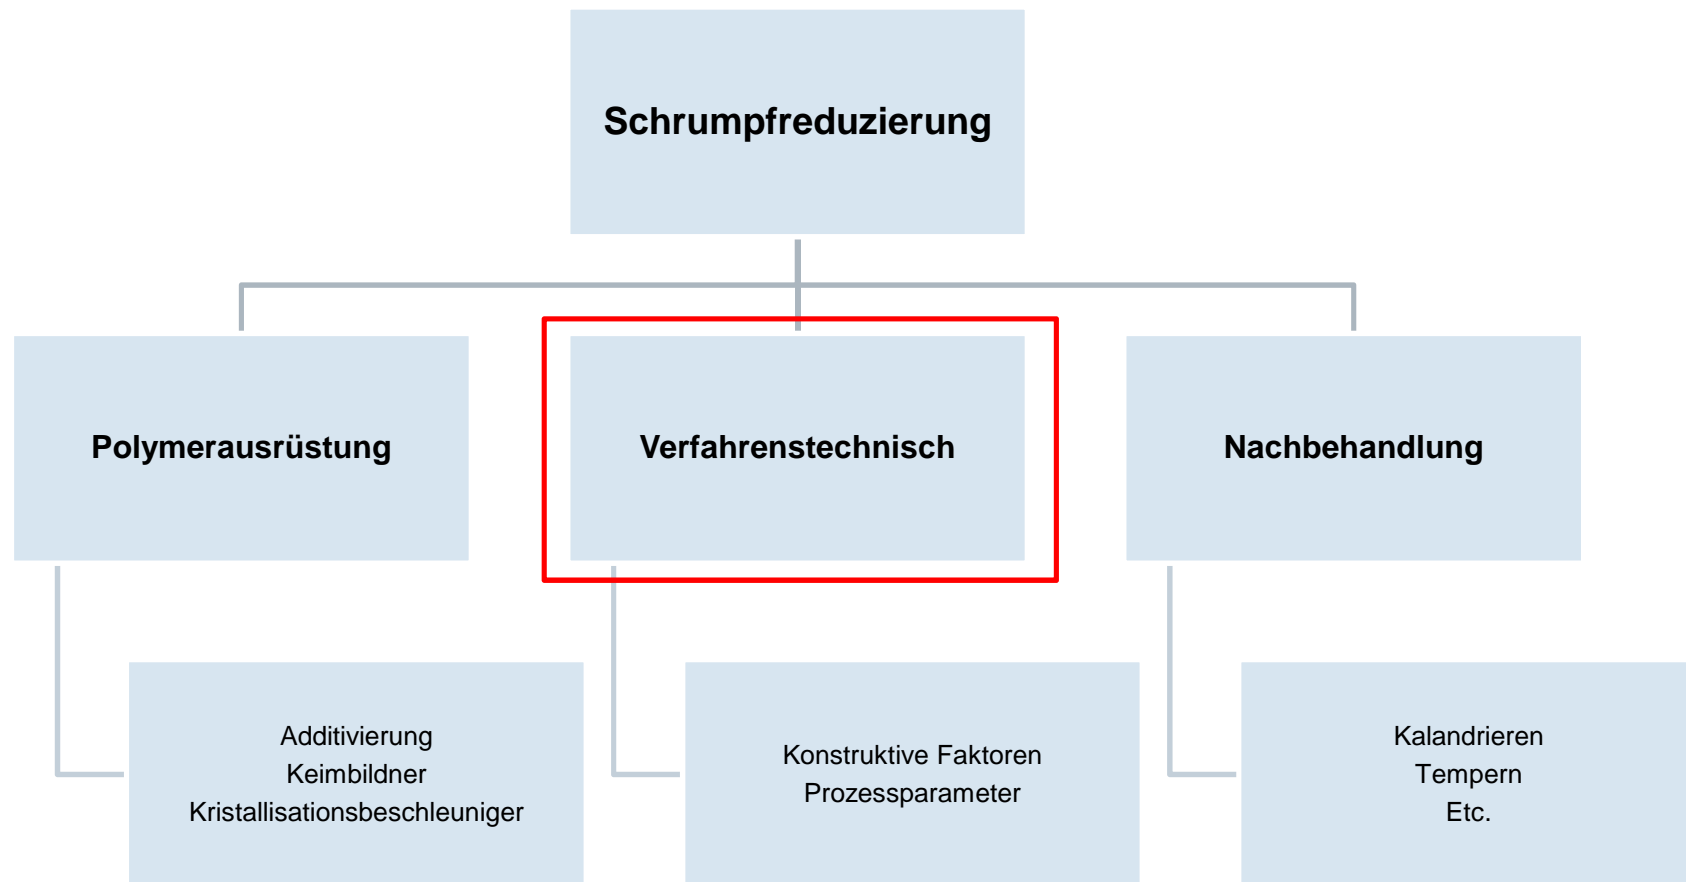 Schrumpfreduzierung
Polymerausrüstung
Verfahrenstechnisch
Nachbehandlung
Additivierung
Keimbildner
Kristallisationsbeschleuniger
Konstruktive Faktoren
Prozessparameter
Kalandrieren
Tempern
Etc.